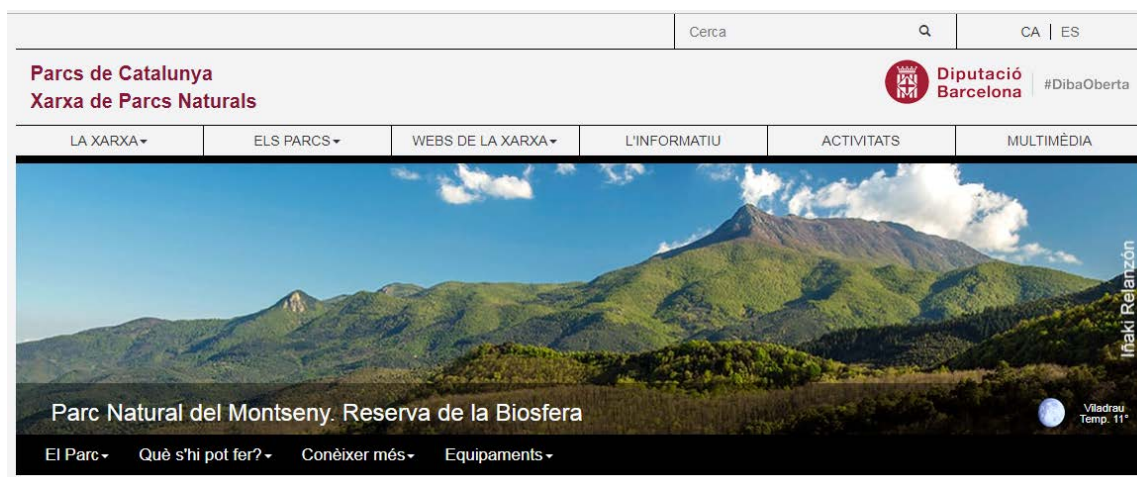 Cerca
CA | ES
Parcs de Catalunya
Xarxa de Parcs Naturals
Diputació
Barcelona
#DibaOberta
LA XARXA
ELS PARCS
WEBS DE LA XARXA
L'INFORMATIU
ACTIVITATS
MULTIMÈDIA
Iñaki Relanzón
Parc Natural del Montseny. Reserva de la Biosfera
Viladrau
Temp. 11°
El Parc
Què s'hi pot fer?
Conèixer més
Equipaments